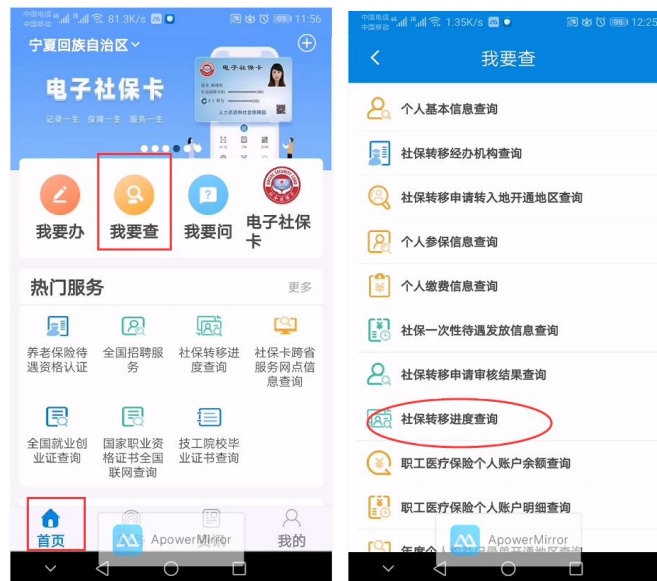 中国电信 中国移动 81.3K/s 99 11:56
宁夏回族自治区
电子社保卡
记录一生 保障一生 服务一生
电子社保卡
我要办
我要查
我要问
电子社保卡
热门服务
更多
养老保险待遇资格认证
全国招聘服务
社保转移进度查询
社保卡跨省服务网点信息查询
全国就业创业证查询
国家职业资格证书全国联网查询
技工院校毕业证书查询
首页
ApowerMirror
我的
中国电信 中国移动 1.35K/s 12:25
我要查
个人基本信息查询
社保转移经办机构查询
社保转移申请转入地开通地区查询
个人参保信息查询
个人缴费信息查询
社保一次性待遇发放信息查询
社保转移申请审核结果查询
社保转移进度查询
职工医疗保险个人账户余额查询
职工医疗保险个人账户明细查询
ApowerMirror